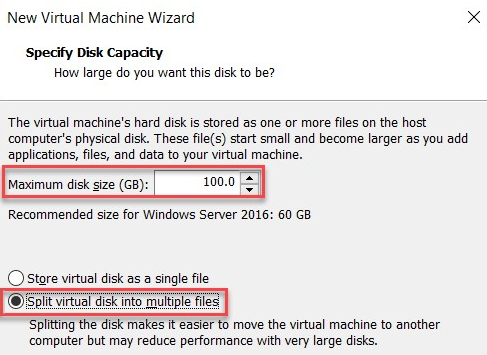 New Virtual Machine Wizard
Specify Disk Capacity
How large do you want this disk to be?
The virtual machine's hard disk is stored as one or more files on the host
computer's physical disk. These file(s) start small and become larger as you add
applications, files, and data to your virtual machine.
Maximum disk size (GB): 100.0
Recommended size for Windows Server 2016: 60 GB
Store virtual disk as a single file
Split virtual disk into multiple files
Splitting the disk makes it easier to move the virtual machine to another
computer but may reduce performance with very large disks.